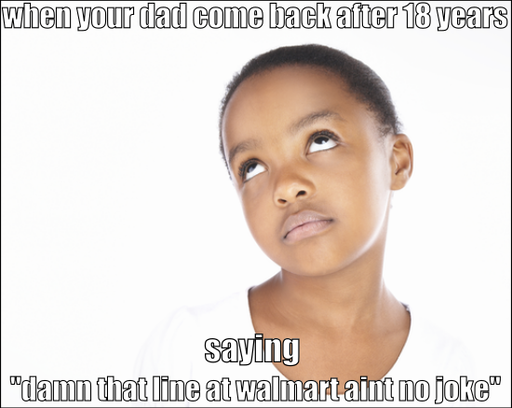 when your dad come back after 18 years
saying
"damn that line at walmart aint no joke"